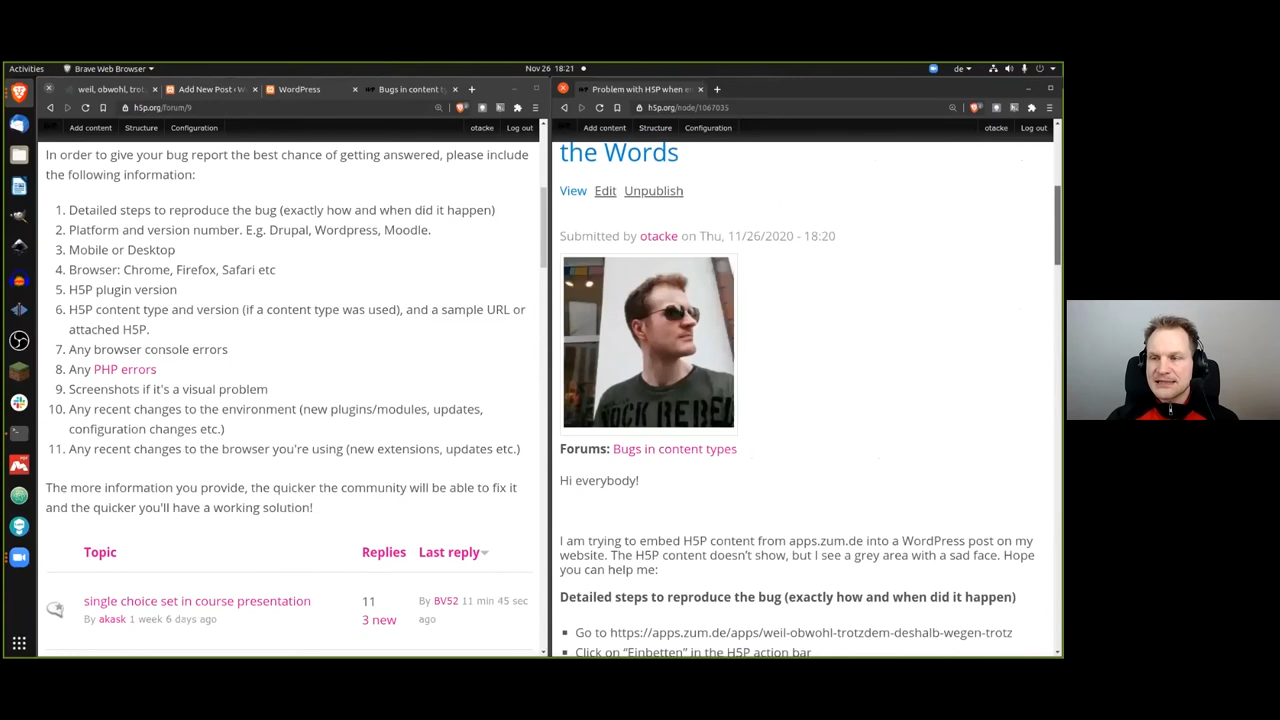 Activities
Brave Web Browser
Nov 26 18:21
de
weil, obwohl, trot
Add New Post ‹ W
WordPress
Bugs in content t
Problem with H5P when e
h5p.org/forum/9
h5p.org/node/1067035
Add content
Structure
Configuration
otacke
Log out
Add content
Structure
Configuration
otacke
Log out
In order to give your bug report the best chance of getting answered, please include
the following information:
1. Detailed steps to reproduce the bug (exactly how and when did it happen)
2. Platform and version number. E.g. Drupal, Wordpress, Moodle.
3. Mobile or Desktop
4. Browser: Chrome, Firefox, Safari etc
5. H5P plugin version
6. H5P content type and version (if a content type was used), and a sample URL or
attached H5P.
7. Any browser console errors
8. Any PHP errors
9. Screenshots if it's a visual problem
10. Any recent changes to the environment (new plugins/modules, updates,
configuration changes etc.)
11. Any recent changes to the browser you're using (new extensions, updates etc.)
The more information you provide, the quicker the community will be able to fix it
and the quicker you'll have a working solution!
Topic
Replies
Last reply
single choice set in course presentation
By akask 1 week 6 days ago
11
3 new
By BV52 11 min 45 sec
ago
the Words
View
Edit
Unpublish
Submitted by otacke on Thu, 11/26/2020 - 18:20
ROCK REBEL
Forums: Bugs in content types
Hi everybody!
I am trying to embed H5P content from apps.zum.de into a WordPress post on my
website. The H5P content doesn't show, but I see a grey area with a sad face. Hope
you can help me:
Detailed steps to reproduce the bug (exactly how and when did it happen)
Go to https://apps.zum.de/apps/weil-obwohl-trotzdem-deshalb-wegen-trotz
Click on “Einbetten” in the H5P action bar